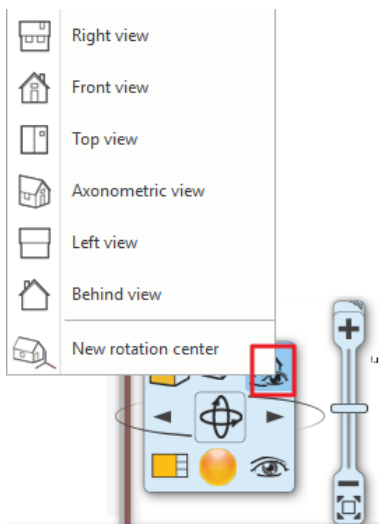 Right view
Front view
Top view
Axonometric view
Left view
Behind view
New rotation center